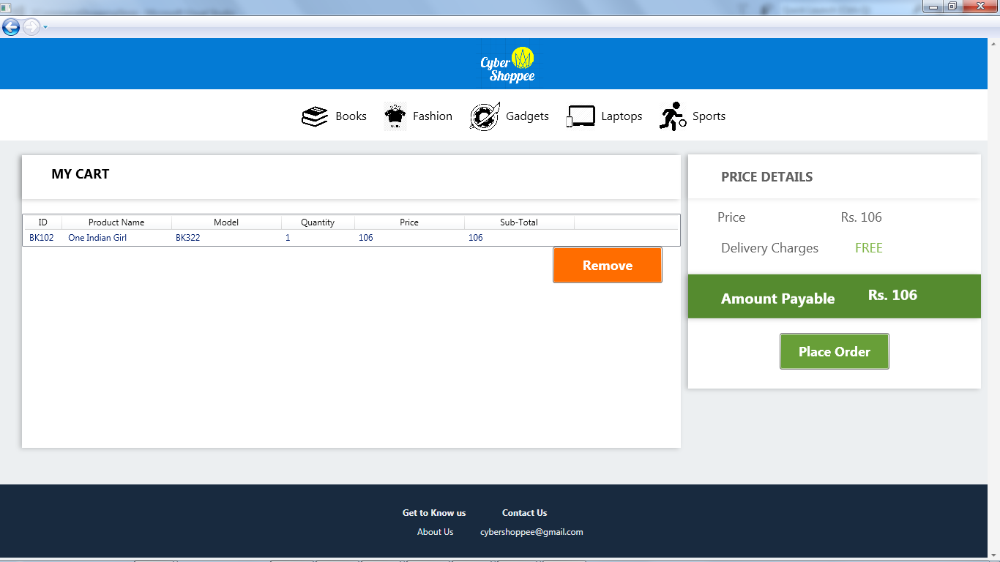 Cyber
Shoppee
Books Fashion Gadgets Laptops Sports
MY CART
ID Product Name Model Quantity Price Sub-Total
BK102 One Indian Girl BK322 1 106 106
Remove
PRICE DETAILS
Price Rs. 106
Delivery Charges FREE
Amount Payable Rs. 106
Place Order
Get to Know us Contact Us
About Us cybershoppee@gmail.com